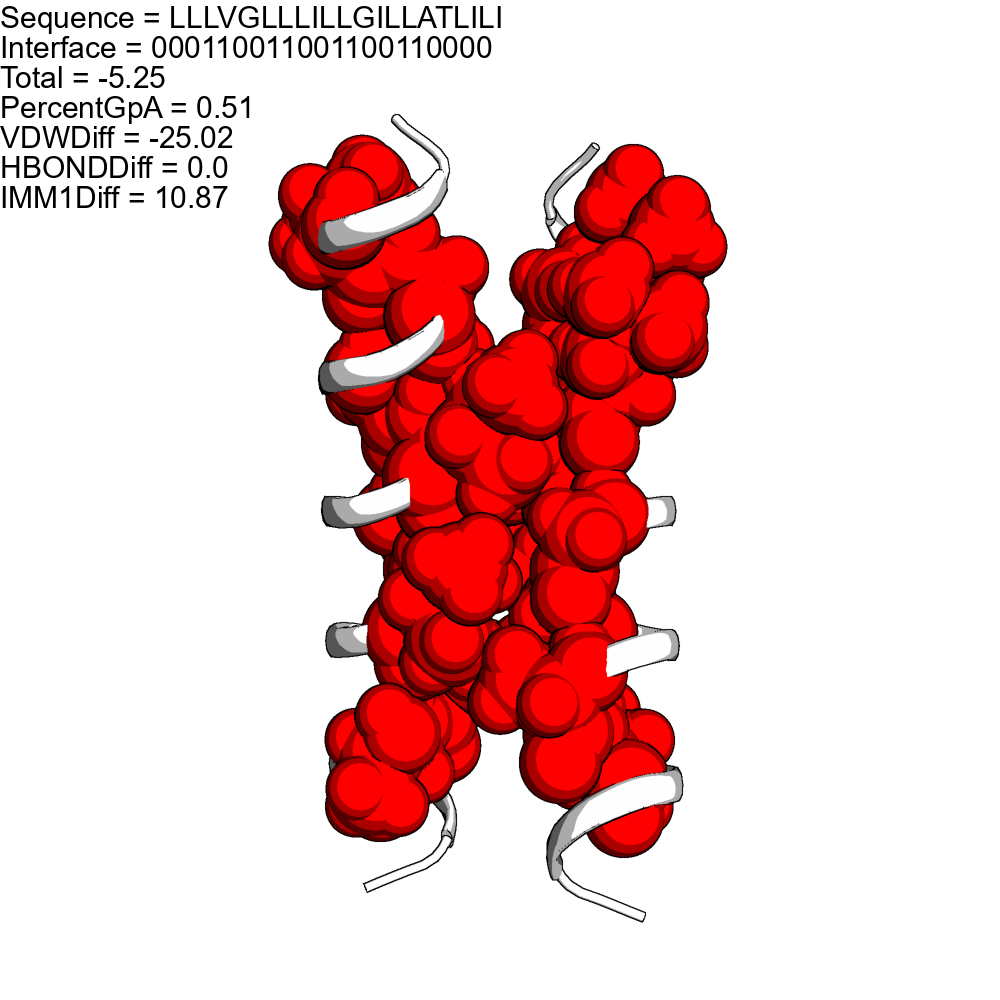 Sequence = LLLVGLLLILLGILLATLILI
Interface = 000110011001100110000
Total = -5.25
PercentGpA = 0.51
VDWDiff = -25.02
HBONDDiff = 0.0
IMM1Diff = 10.87